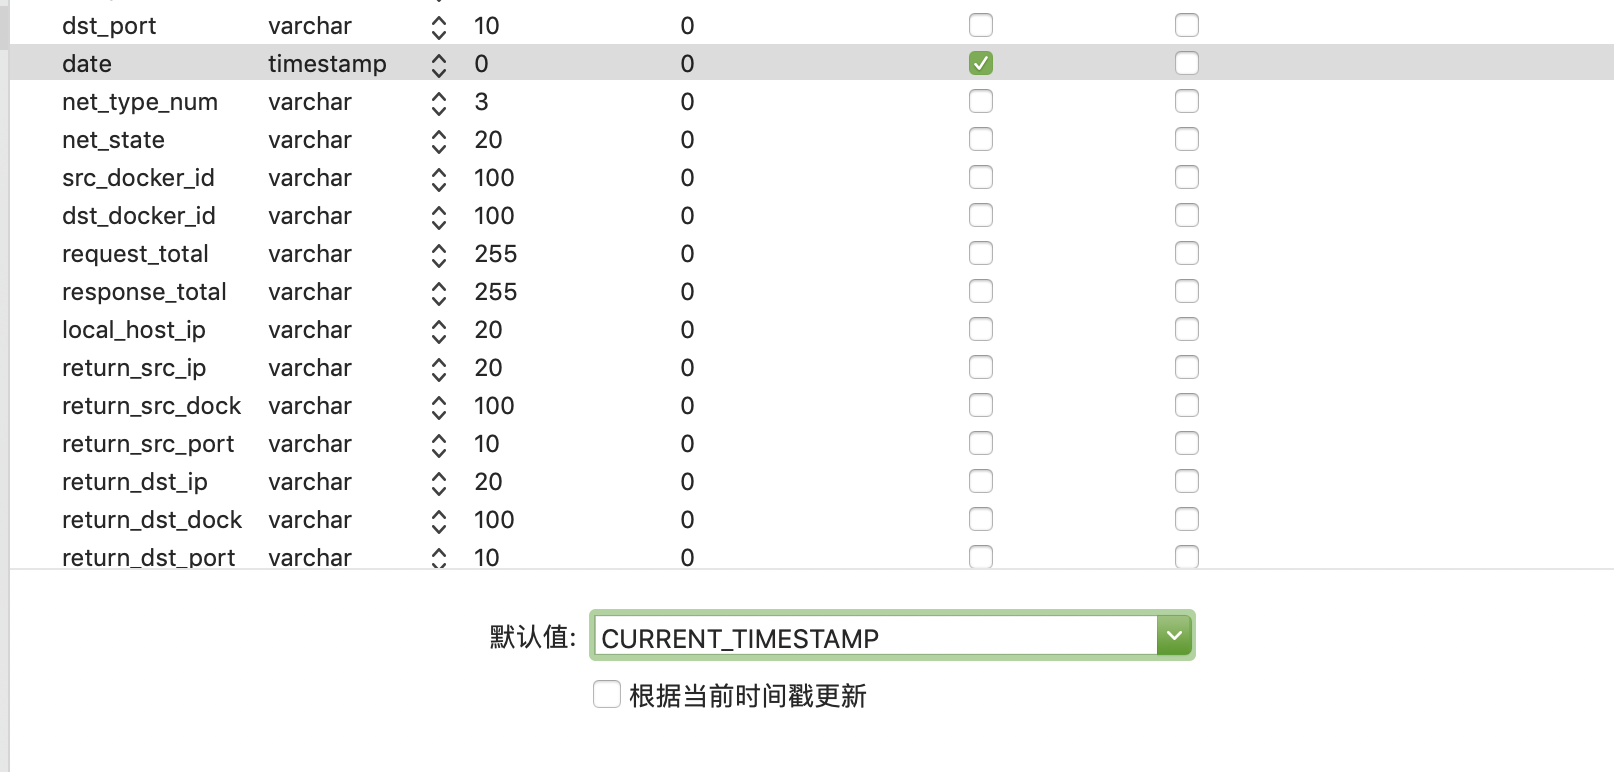 dst_port varchar 10 0
date timestamp 0 0
net_type_num varchar 3 0
net_state varchar 20 0
src_docker_id varchar 100 0
dst_docker_id varchar 100 0
request_total varchar 255 0
response_total varchar 255 0
local_host_ip varchar 20 0
return_src_ip varchar 20 0
return_src_dock varchar 100 0
return_src_port varchar 10 0
return_dst_ip varchar 20 0
return_dst_dock varchar 100 0
return_dst_port varchar 10 0
默认值: CURRENT_TIMESTAMP
根据当前时间戳更新